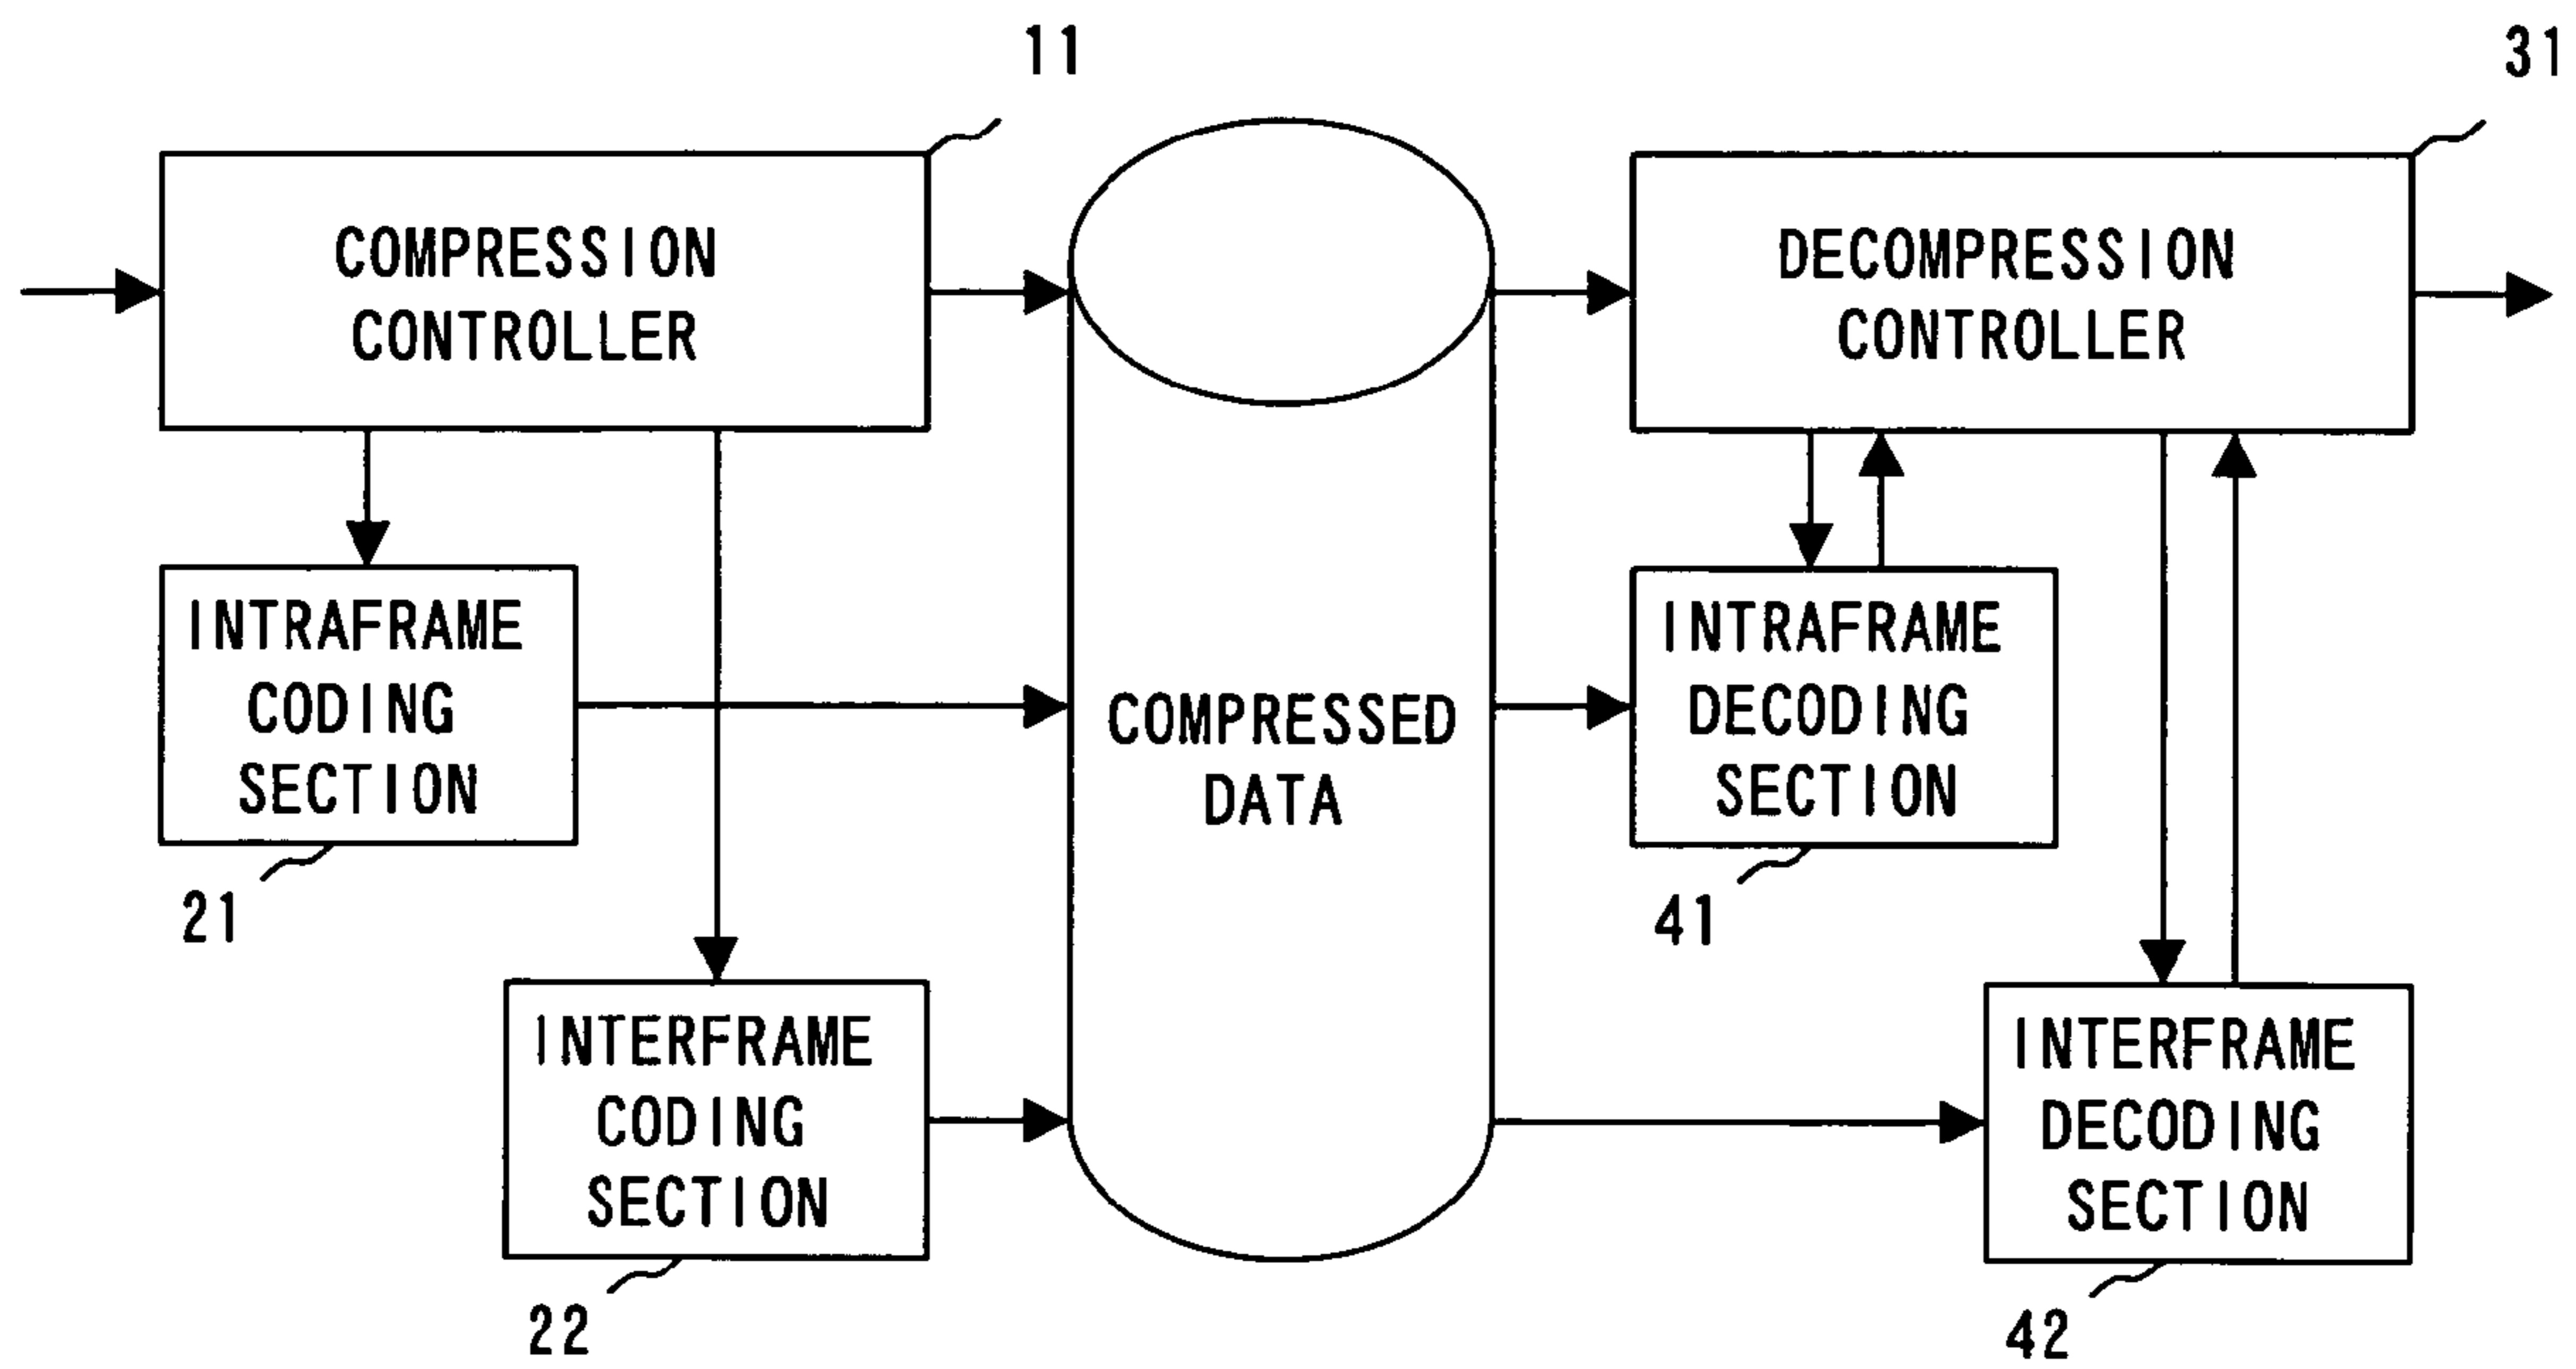 11
31
COMPRESSION
CONTROLLER
DECOMPRESSION
CONTROLLER
INTRAFRAME
CODING
SECTION
21
COMPRESSED
DATA
INTRAFRAME
DECODING
SECTION
41
INTERFRAME
CODING
SECTION
22
INTERFRAME
DECODING
SECTION
42